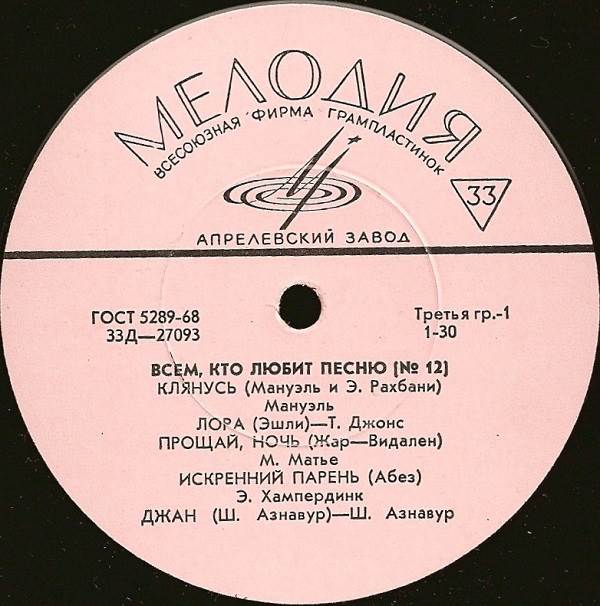 МЕЛОДИЯ
ВСЕСОЮЗНАЯ ФИРМА ГРАМПЛАСТИНОК
33
АПРЕЛЕВСКИЙ ЗАВОД
ГОСТ 5289-68 Третья гр.-1
33Д—27093 1-30
ВСЕМ, КТО ЛЮБИТ ПЕСНЮ (№ 12)
КЛЯНУСЬ (Мануэль и Э. Рахбани)
Мануэль
ЛОРА (Эшли)—Т. Джонс
ПРОЩАЙ, НОЧЬ (Жар—Видален)
М. Матье
ИСКРЕННИЙ ПАРЕНЬ (Абез)
Э. Хампердинк
ДЖАН (Ш. Азнавур)—Ш. Азнавур